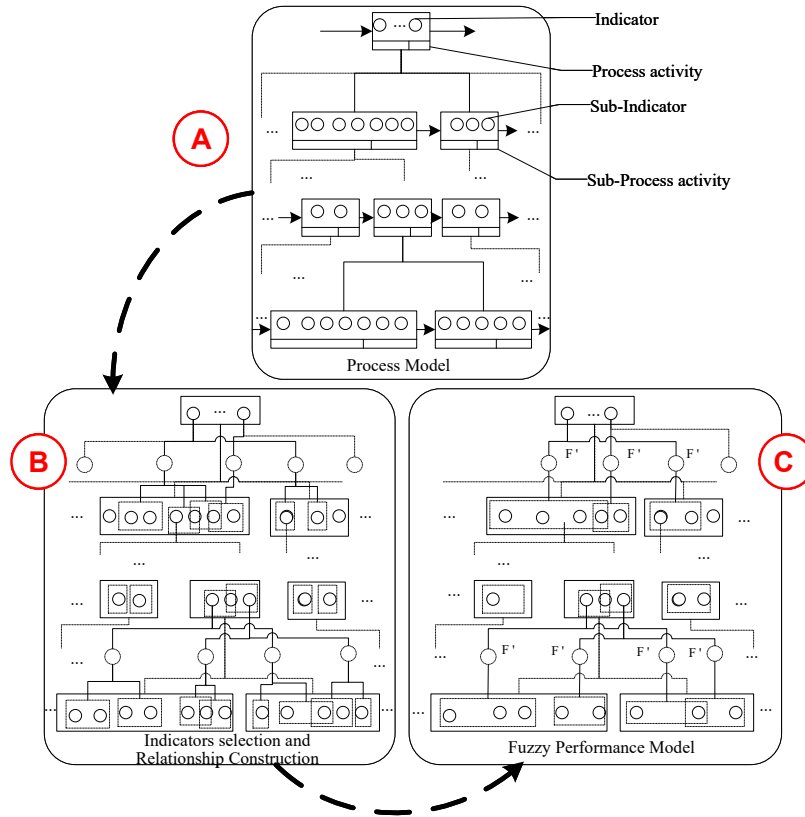 ...
Indicator
Process activity
Sub-Indicator
... ...
A
Sub-Process activity
... ... ...
... ...
... ...
... ...
Process Model
...
B
... ...
...
... ...
... ...
... ...
Indicators selection and
Relationship Construction
...
F' F' F'
C
... ...
... ...
... ...
F' F' F' F'
... ...
...
Fuzzy Performance Model